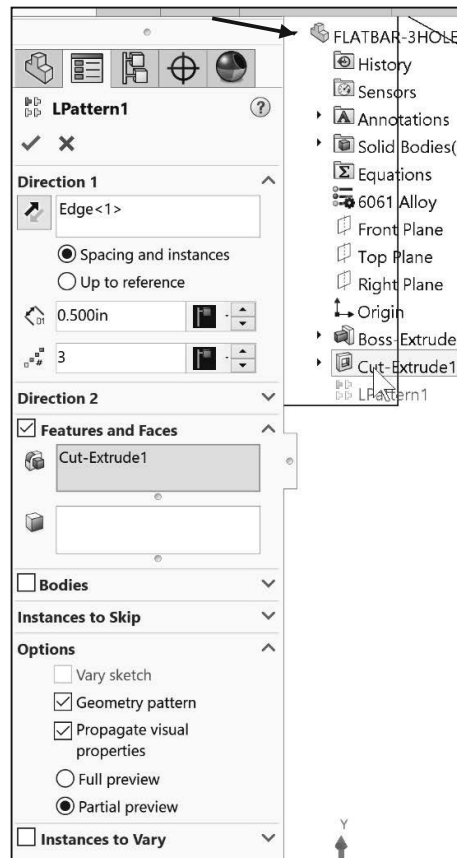 LPattern1
Direction 1
Edge<1>
Spacing and instances
Up to reference
D1
0.500in
#
3
Direction 2
Features and Faces
Cut-Extrude1
Bodies
Instances to Skip
Options
Vary sketch
Geometry pattern
Propagate visual
properties
Full preview
Partial preview
Instances to Vary
FLATBAR-3HOLE
History
Sensors
Annotations
Solid Bodies(
Equations
6061 Alloy
Front Plane
Top Plane
Right Plane
Origin
Boss-Extrude
Cut-Extrude1
LPattern1
Y